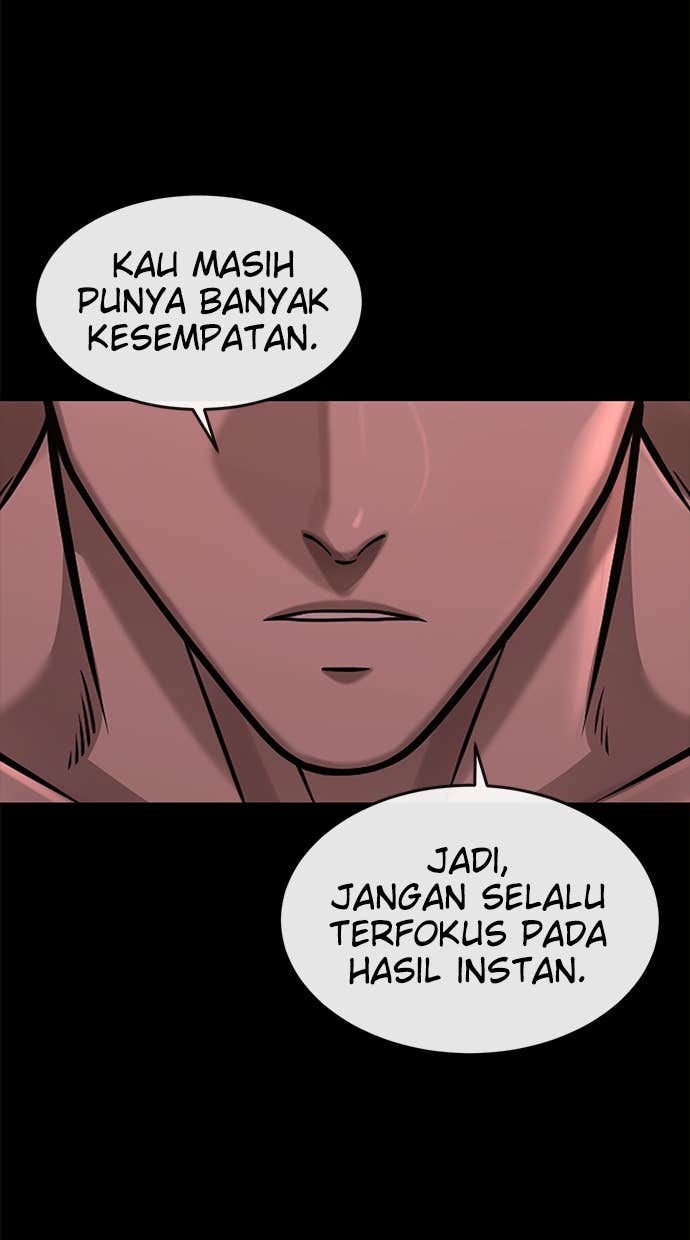 KAU MASIH
PUNYA BANYAK
KESEMPATAN.
JADI,
JANGAN SELALU
TERFOKUS PADA
HASIL INSTAN.